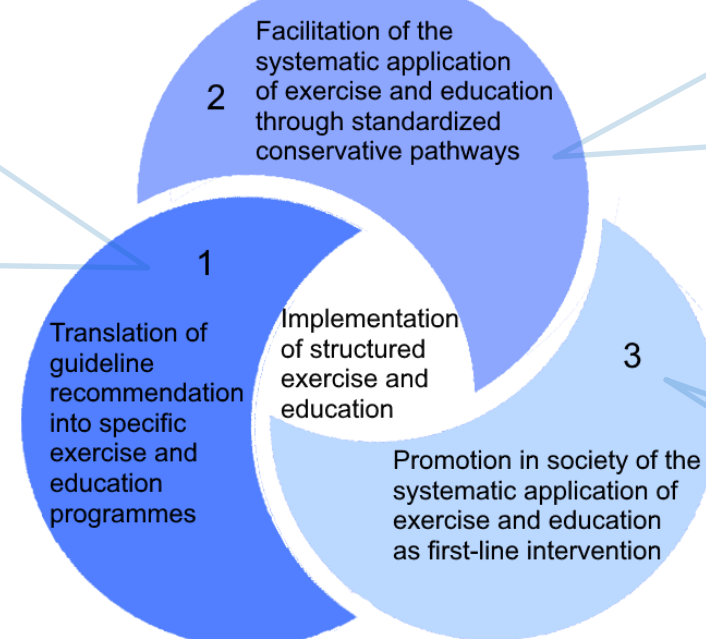 1
Translation of
guideline
recommendation
into specific
exercise and
education
programmes
2
Facilitation of the
systematic application
of exercise and education
through standardized
conservative pathways
3
Promotion in society of the
systematic application of
exercise and education
as first-line intervention
Implementation
of structured
exercise and
education